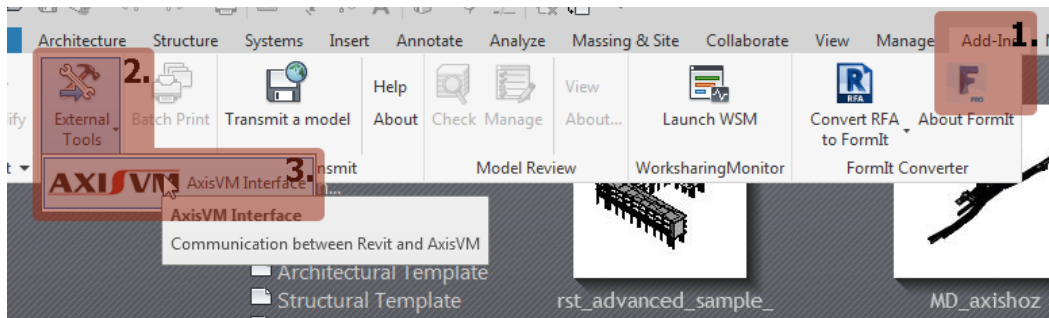 Architecture Structure Systems Insert Annotate Analyze Massing & Site Collaborate View Manage Add-Ins 1.
2.
External Tools Batch Print Transmit a model Help About Check Manage View About... Launch WSM Convert RFA to FormIt About FormIt
RFA PRO
Model Review WorksharingMonitor FormIt Converter
3.
AXISVM AxisVM Interface
AxisVM Interface
Communication between Revit and AxisVM
Architectural Template
Structural Template rst_advanced_sample_ MD_axishoz